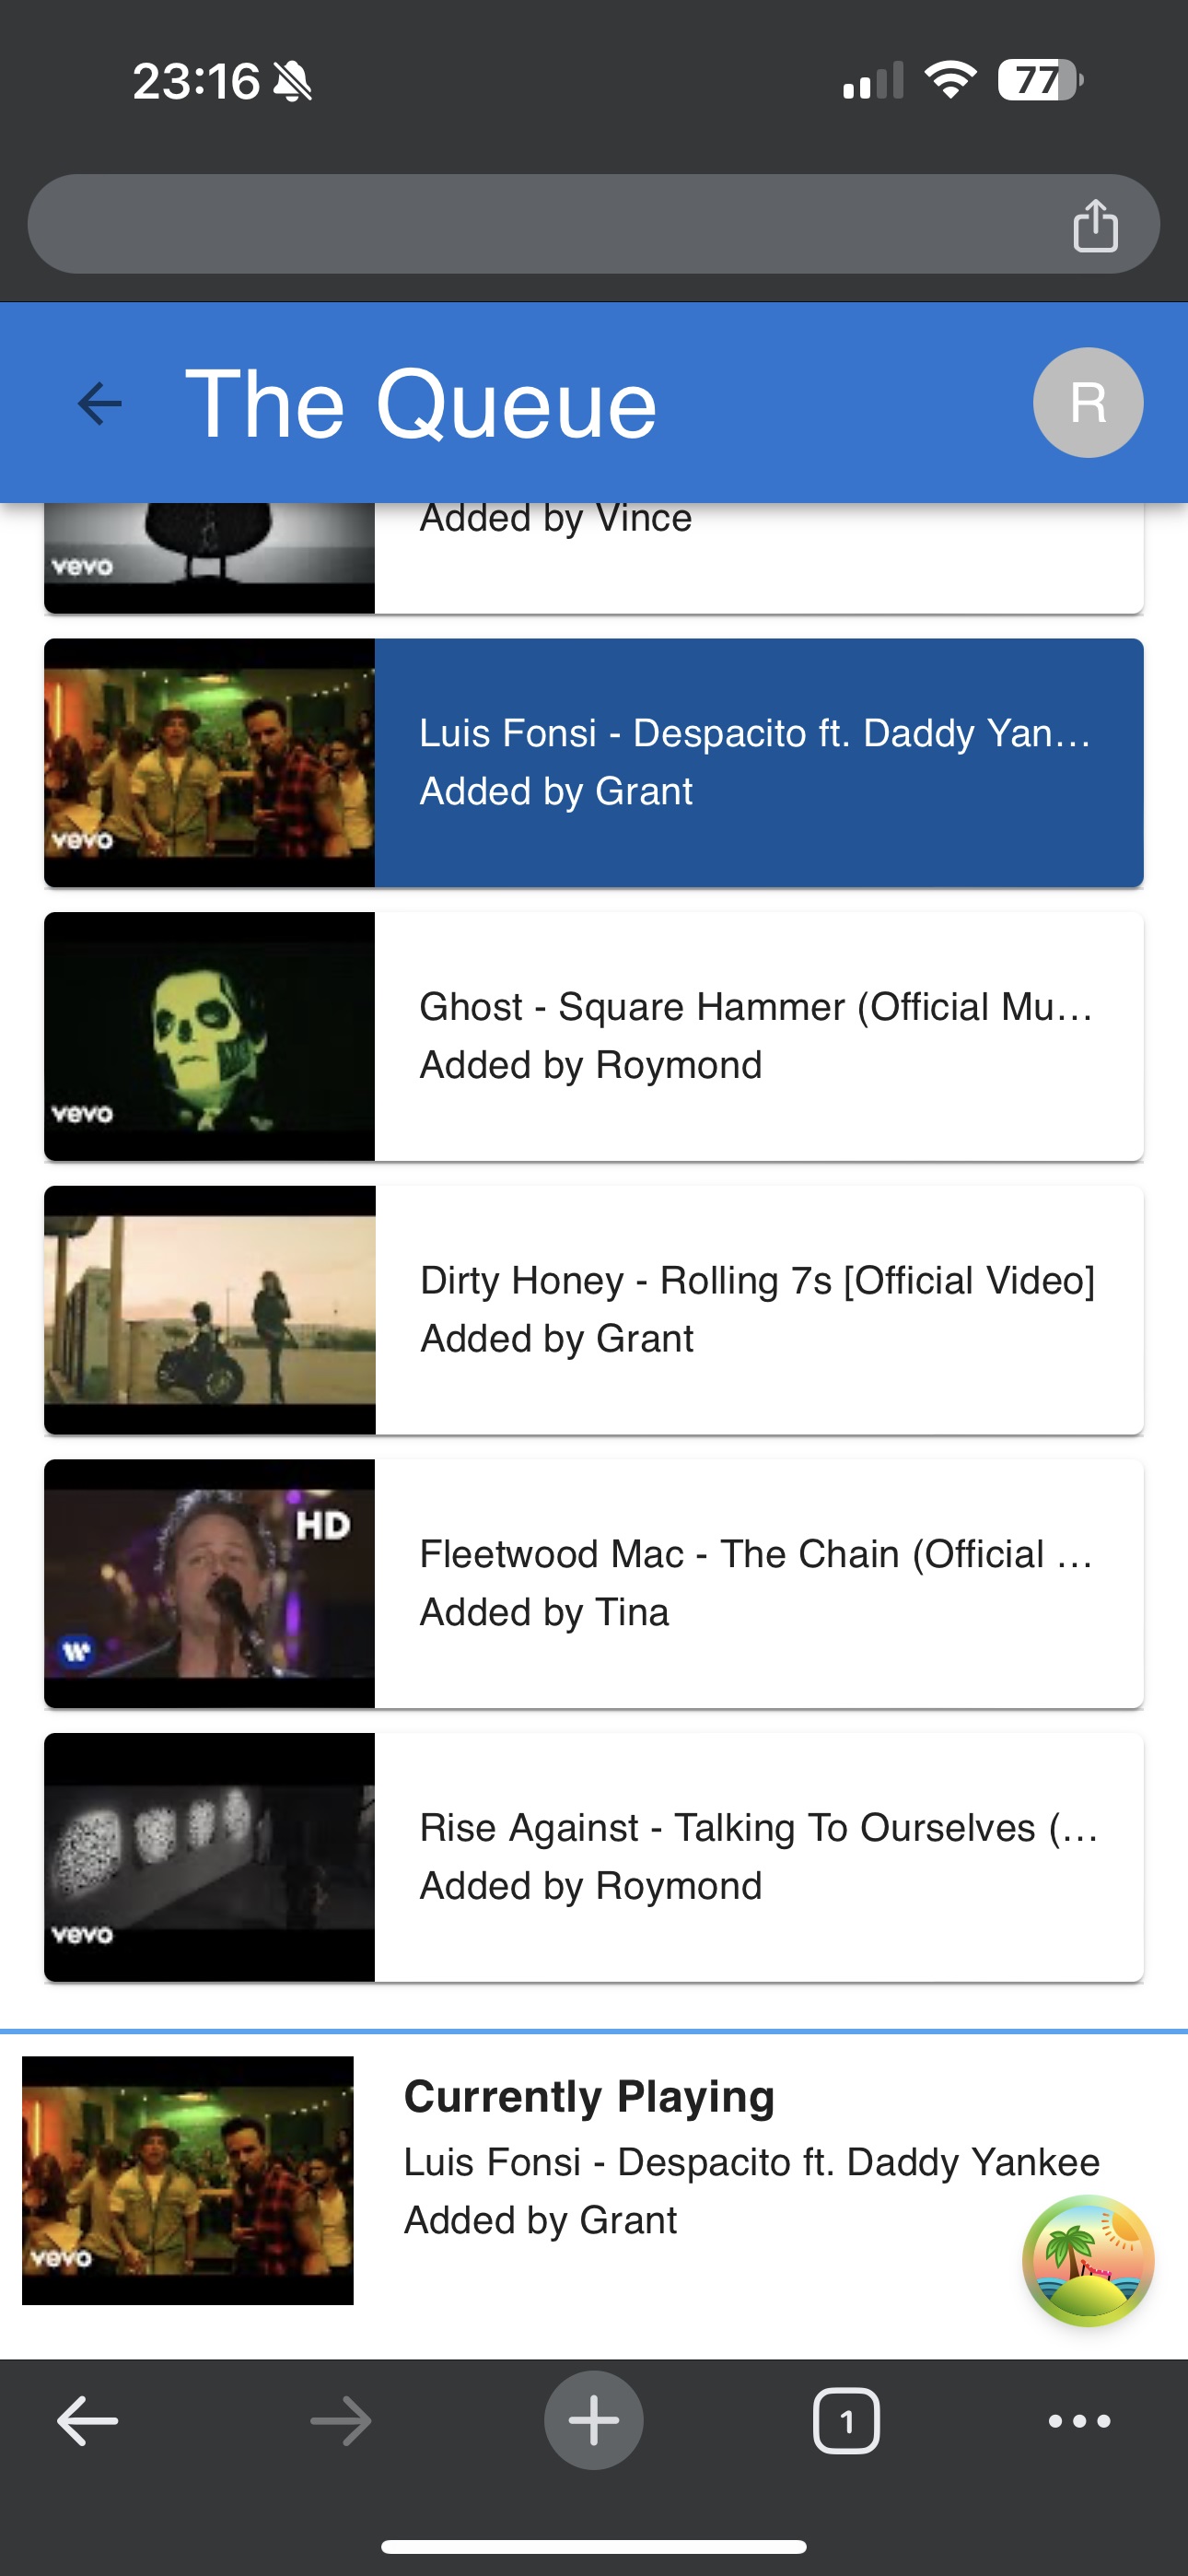 23:16
77
The Queue
R
Added by Vince
vevo
Luis Fonsi - Despacito ft. Daddy Yan...
Added by Grant
vevo
Ghost - Square Hammer (Official Mu...
Added by Roymond
vevo
Dirty Honey - Rolling 7s [Official Video]
Added by Grant
HD
Fleetwood Mac - The Chain (Official ...
Added by Tina
W
Rise Against - Talking To Ourselves (...
Added by Roymond
vevo
Currently Playing
Luis Fonsi - Despacito ft. Daddy Yankee
Added by Grant
vevo
1